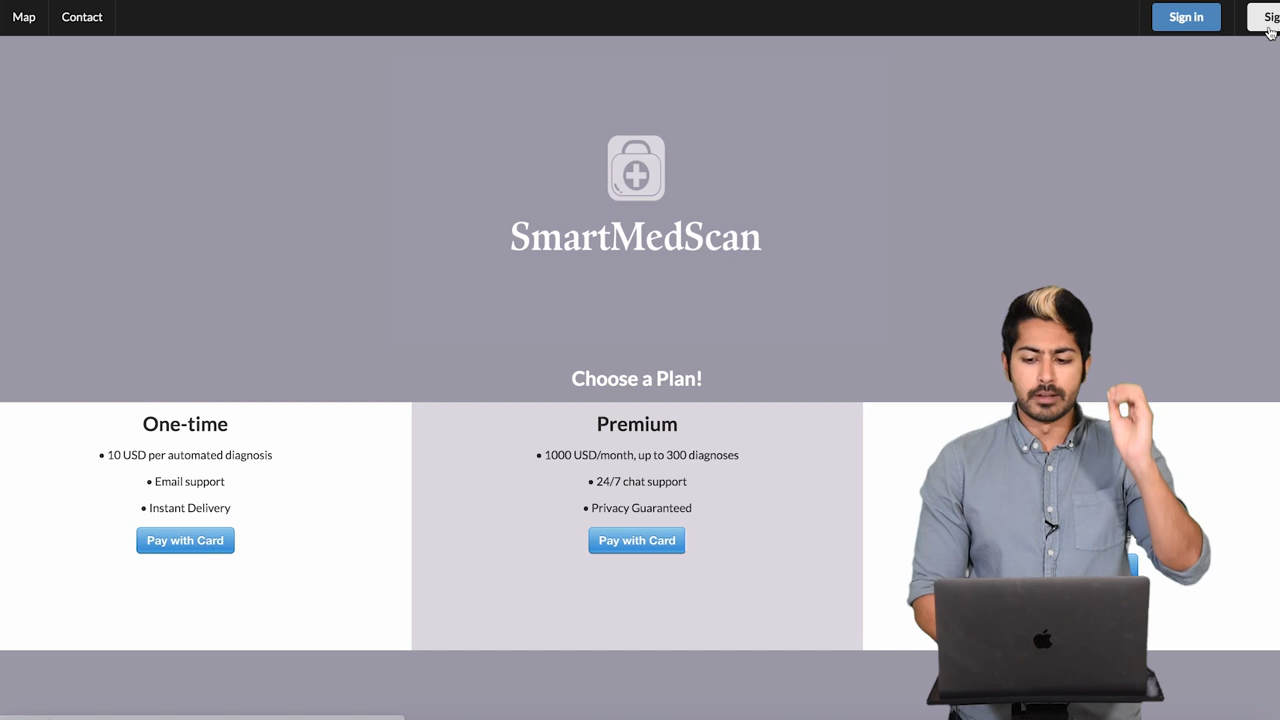 Map Contact Sign in Sig
SmartMedScan
Choose a Plan!
One-time
• 10 USD per automated diagnosis
• Email support
• Instant Delivery
Pay with Card
Premium
• 1000 USD/month, up to 300 diagnoses
• 24/7 chat support
• Privacy Guaranteed
Pay with Card